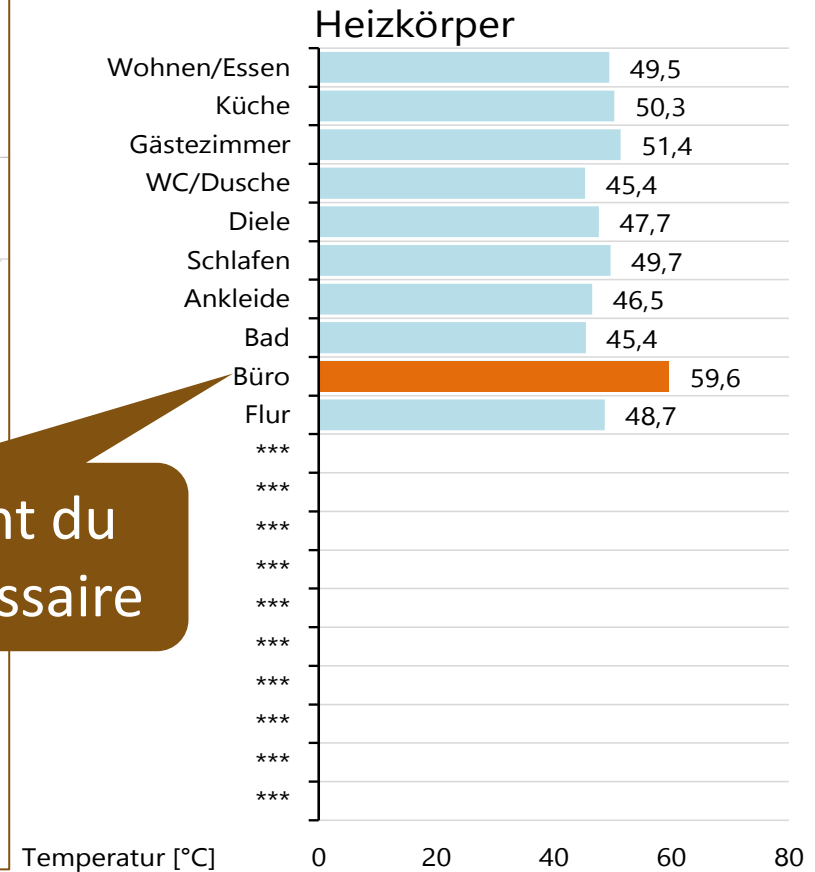 Heizkörper
Wohnen/Essen 49,5
Küche 50,3
Gästezimmer 51,4
WC/Dusche 45,4
Diele 47,7
Schlafen 49,7
Ankleide 46,5
Bad 45,4
Büro 59,6
Flur 48,7
***
***
***
***
***
***
***
***
***
***
du
Temperatur [°C] 0 20 40 60 80